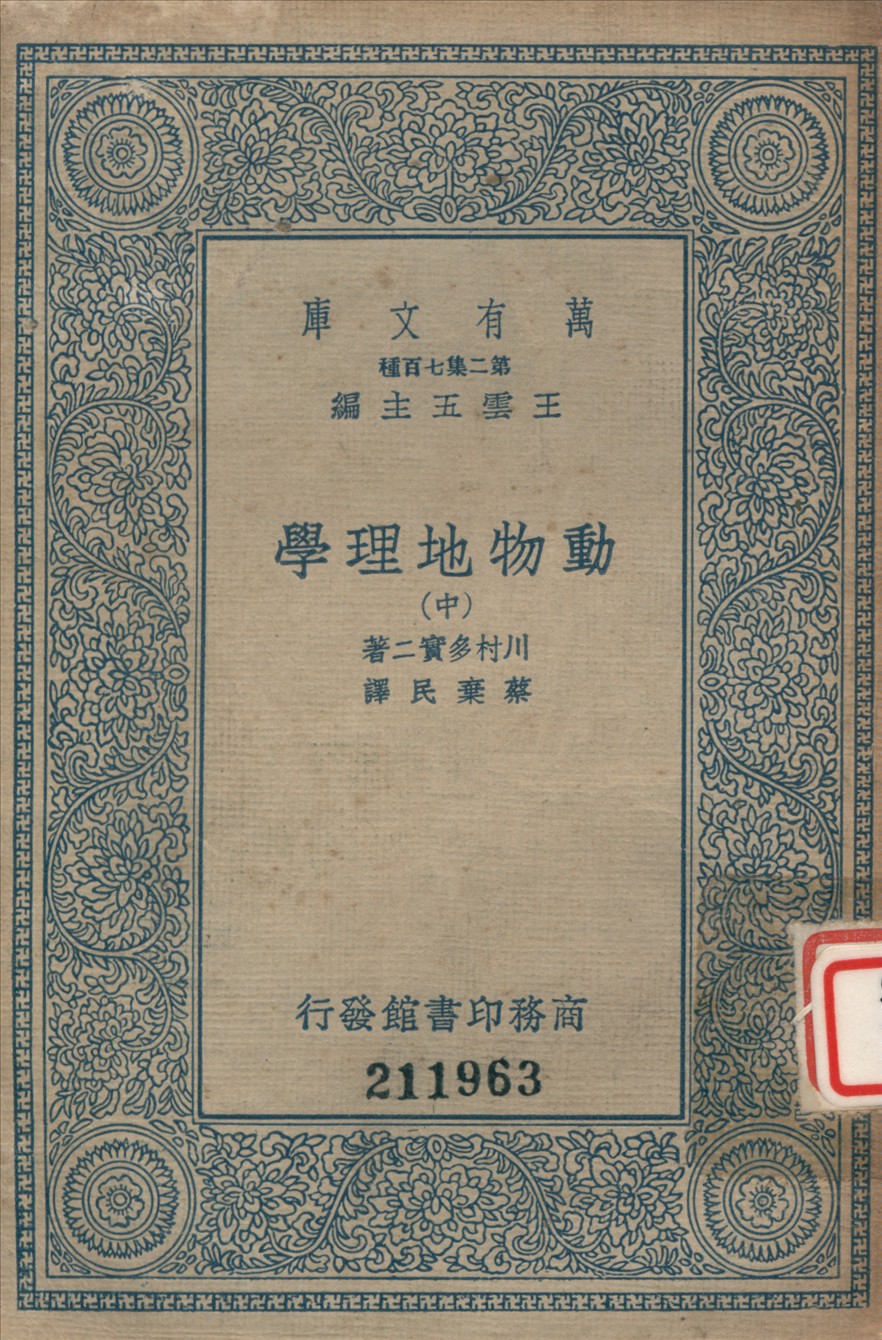 萬有文庫
第二集七百種
王雲五主編
動物地理學
(中)
川村多實二著
蔡棄民譯
商務印書館發行
211963